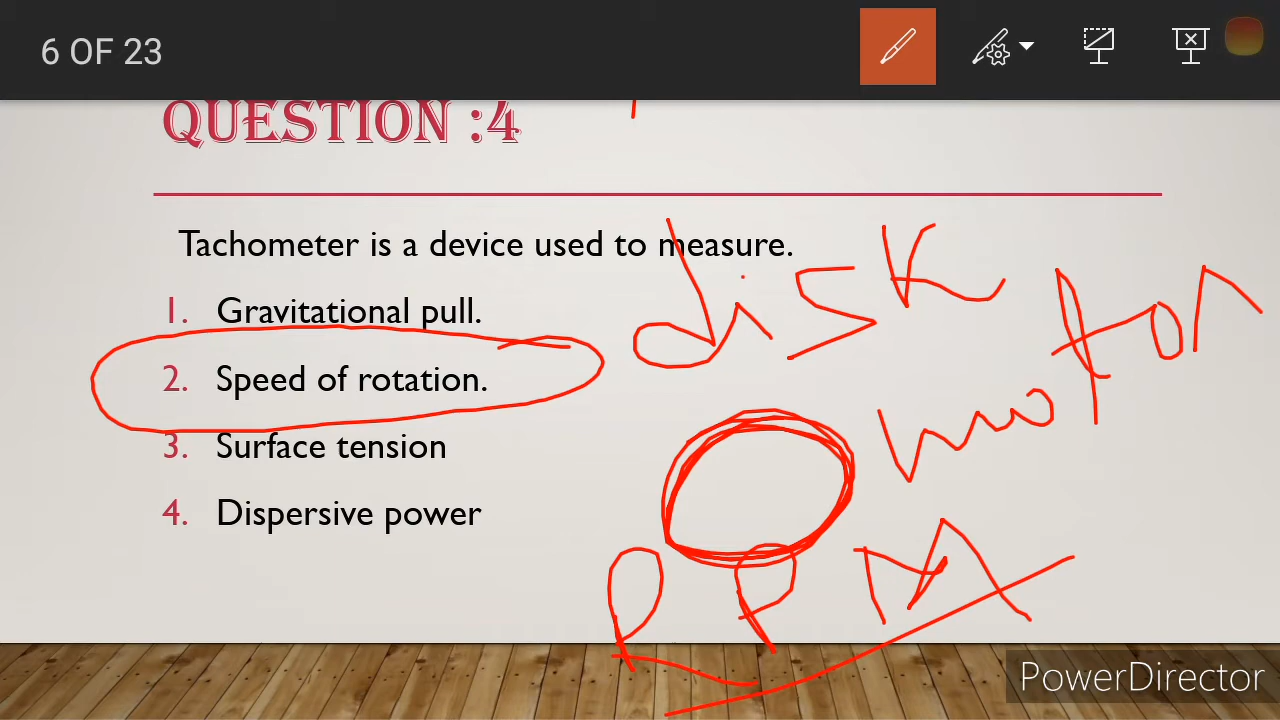 6 OF 23
QUESTION :4
Tachometer is a device used to measure.
1. Gravitational pull.
2. Speed of rotation.
3. Surface tension
4. Dispersive power
disk
motor
RPM
PowerDirector